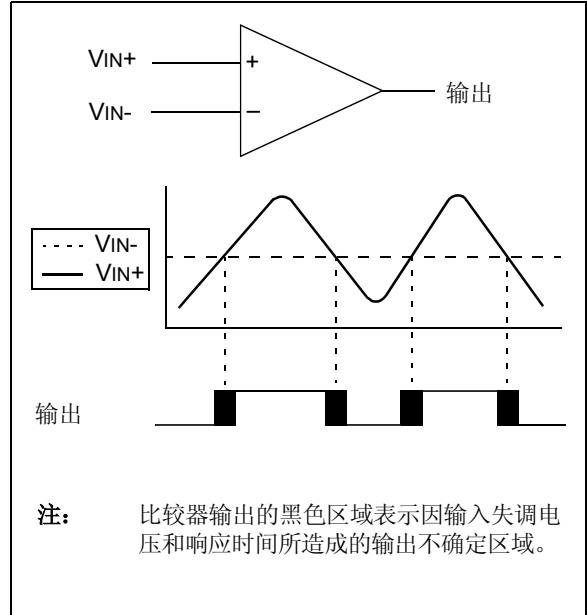 VIN+
+
输出
VIN-
–
VIN-
VIN+
输出
注： 比较器输出的黑色区域表示因输入失调电
压和响应时间所造成的输出不确定区域。